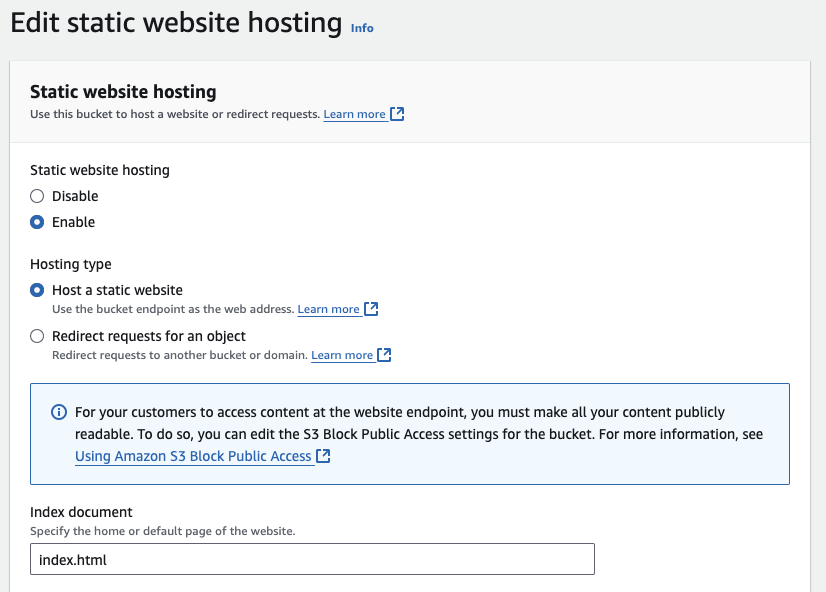 Edit static website hosting Info
Static website hosting
Use this bucket to host a website or redirect requests. Learn more
Static website hosting
Disable
Enable
Hosting type
Host a static website
Use the bucket endpoint as the web address. Learn more
Redirect requests for an object
Redirect requests to another bucket or domain. Learn more
For your customers to access content at the website endpoint, you must make all your content publicly
readable. To do so, you can edit the S3 Block Public Access settings for the bucket. For more information, see
Using Amazon S3 Block Public Access
Index document
Specify the home or default page of the website.
index.html